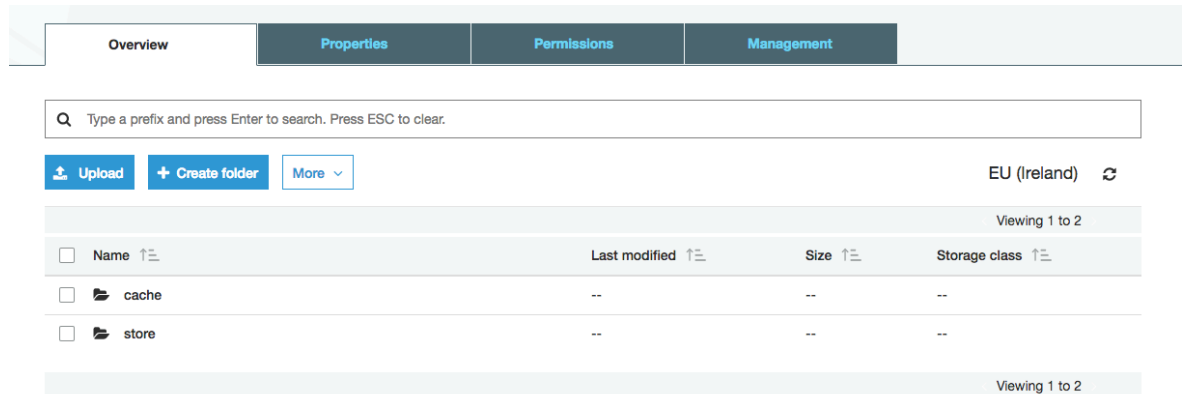 Overview Properties Permissions Management
Type a prefix and press Enter to search. Press ESC to clear.
Upload + Create folder More EU (Ireland)
Viewing 1 to 2
Name Last modified Size Storage class
cache -- -- --
store -- -- --
Viewing 1 to 2